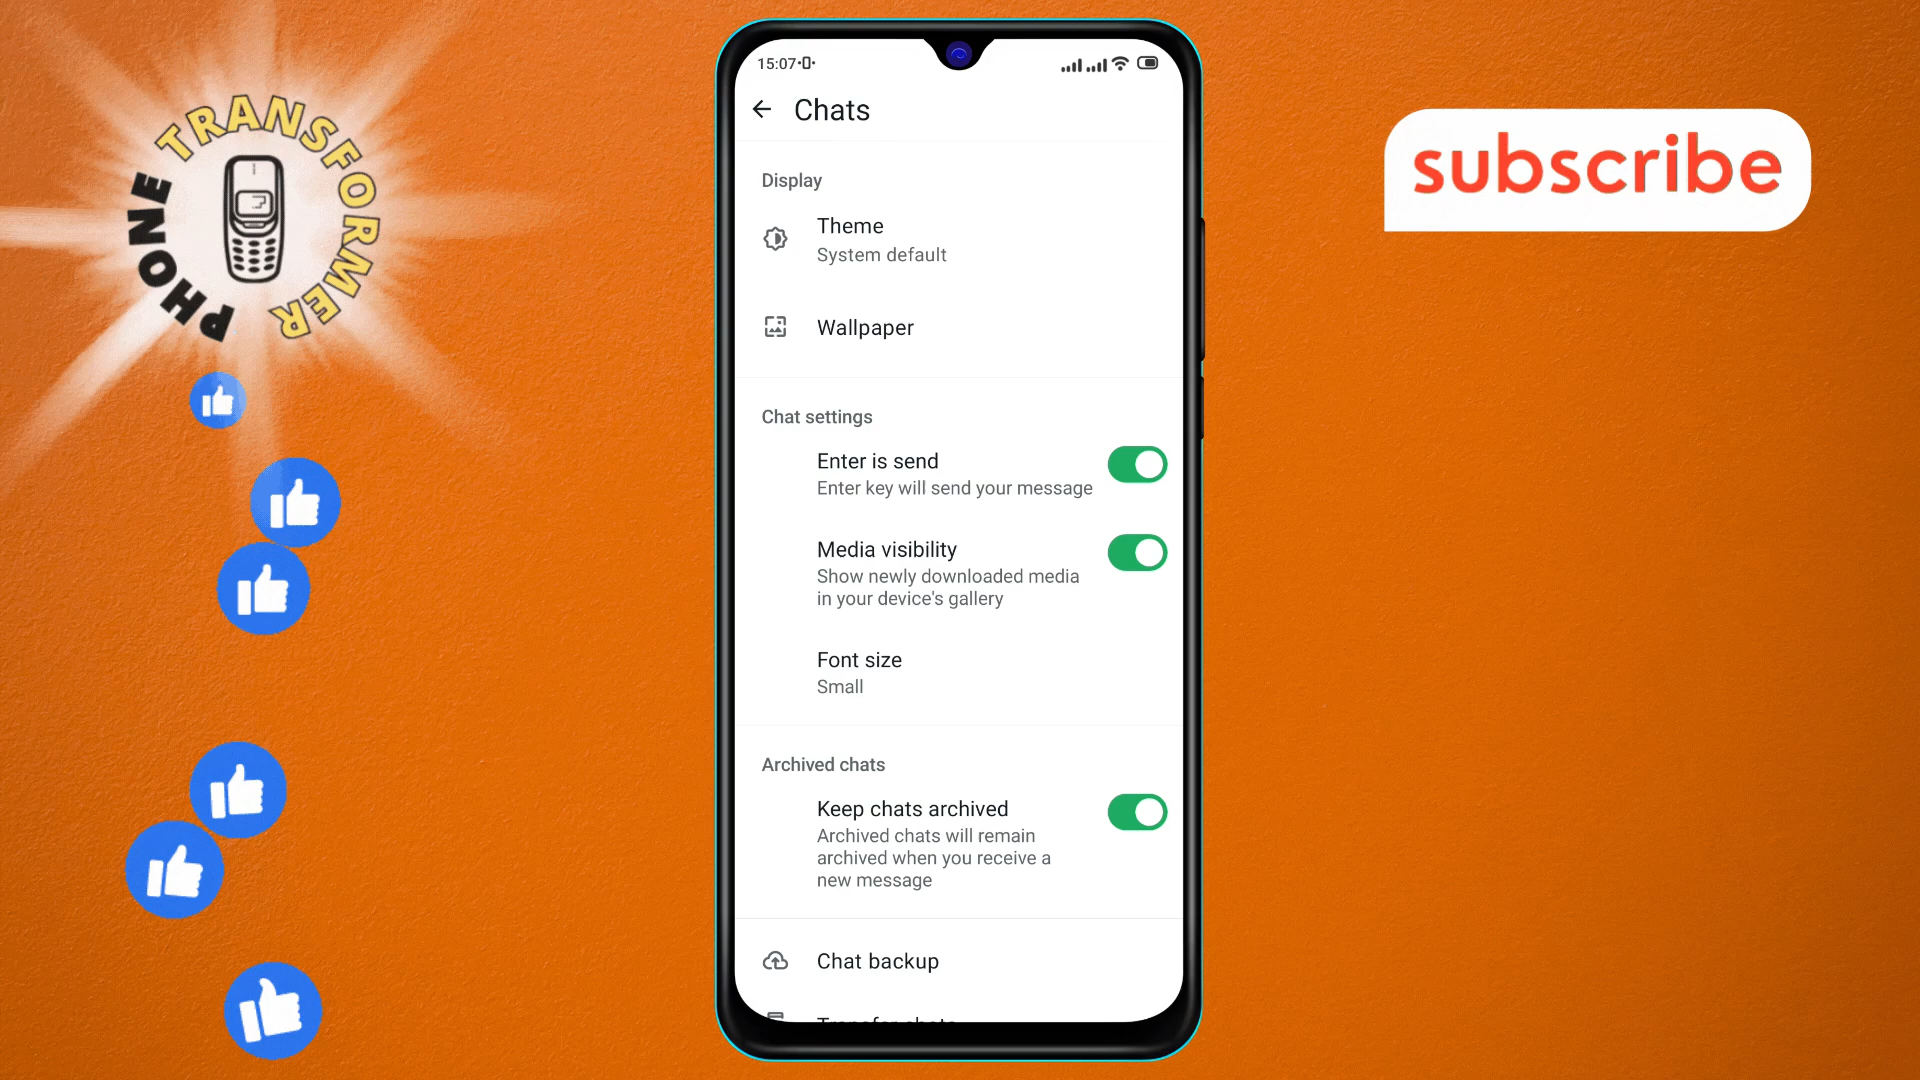 PHONE TRANSFORMER
subscribe
15:07
Chats
Display
Theme
System default
Wallpaper
Chat settings
Enter is send
Enter key will send your message
Media visibility
Show newly downloaded media
in your device's gallery
Font size
Small
Archived chats
Keep chats archived
Archived chats will remain
archived when you receive a
new message
Chat backup
Transfer chats